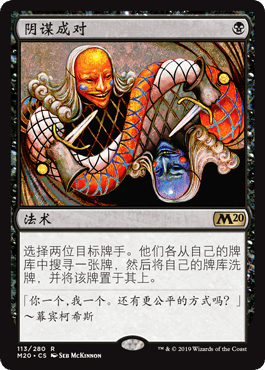 阴谋成对
法术
M20
选择两位目标牌手。他们各从自己的牌
库中搜寻一张牌，然后将自己的牌库洗
牌，并将该牌置于其上。
「你一个，我一个。还有更公平的方式吗？」
～幕宾柯希斯
113/280 R
M20 • CS Seb McKinnon
™ & © 2019 Wizards of the Coast